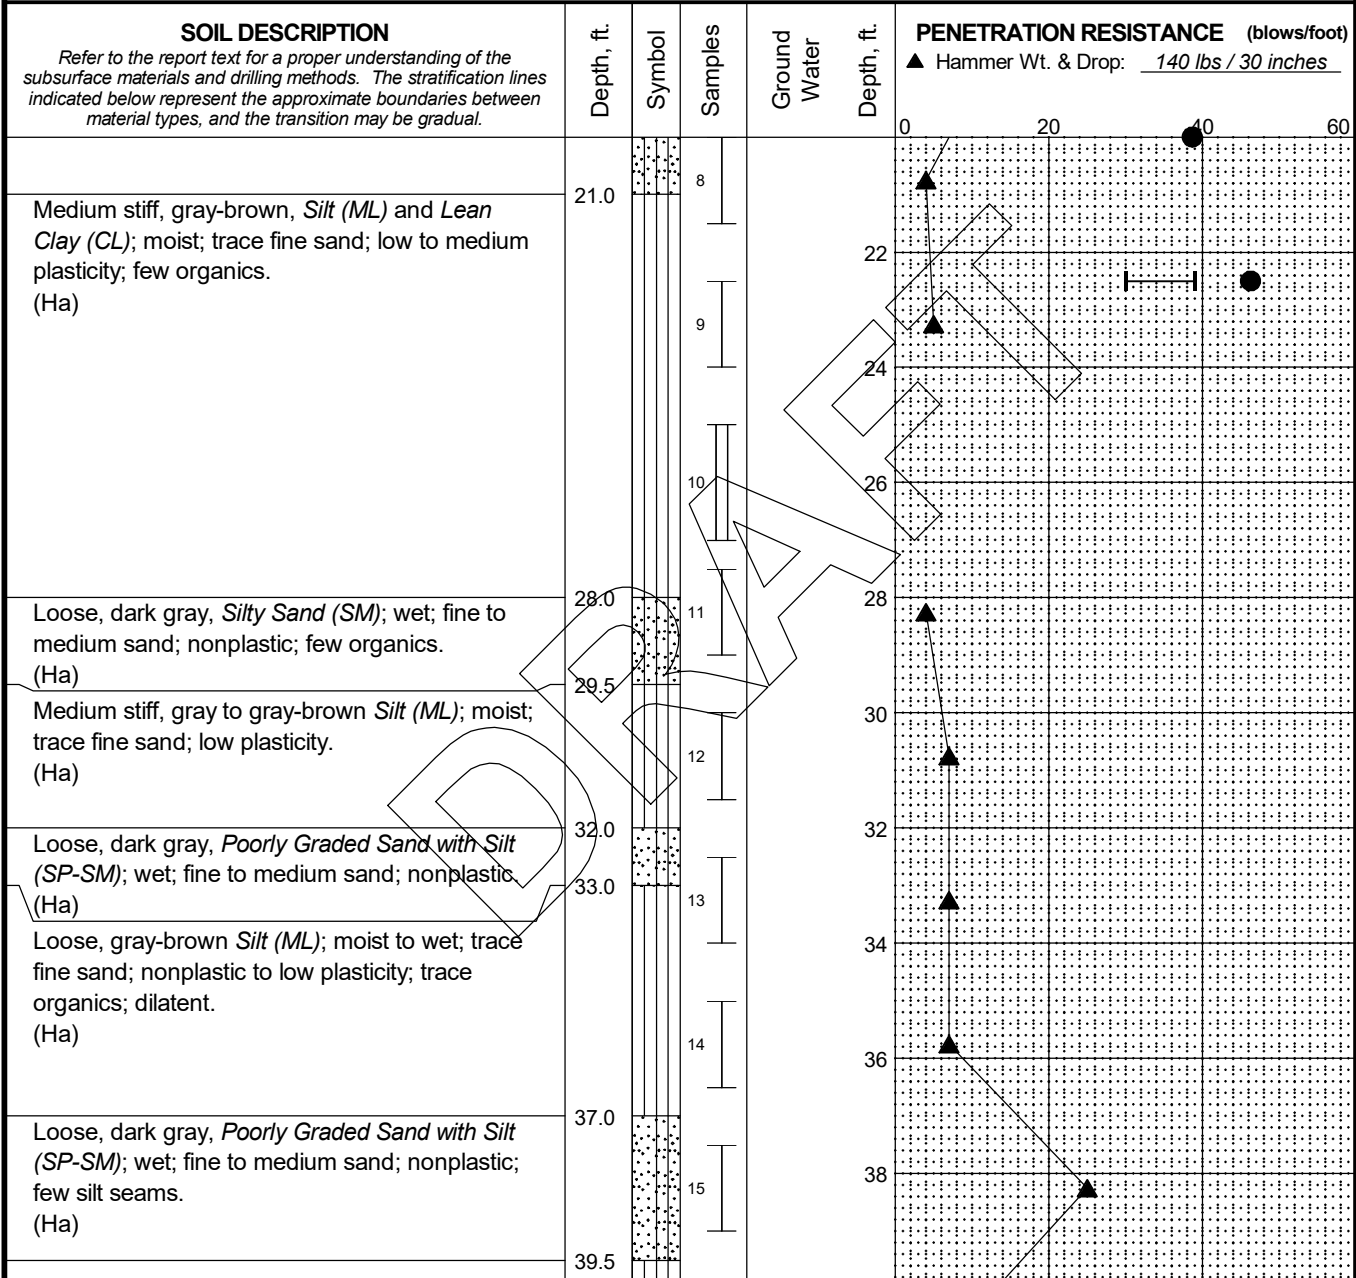 SOIL DESCRIPTION
Refer to the report text for a proper understanding of the
subsurface materials and drilling methods. The stratification lines
indicated below represent the approximate boundaries between
material types, and the transition may be gradual.
Depth, ft.
Symbol
Samples
Ground
Water
Depth, ft.
PENETRATION RESISTANCE (blows/foot)
▲ Hammer Wt. & Drop: 140 lbs / 30 inches
0 20 40 60
8
21.0
Medium stiff, gray-brown, Silt (ML) and Lean
Clay (CL); moist; trace fine sand; low to medium
plasticity; few organics.
(Ha)
22
9
24
10
26
28.0
28
Loose, dark gray, Silty Sand (SM); wet; fine to
medium sand; nonplastic; few organics.
(Ha)
11
29.5
Medium stiff, gray to gray-brown Silt (ML); moist;
trace fine sand; low plasticity.
(Ha)
30
12
32.0
32
Loose, dark gray, Poorly Graded Sand with Silt
(SP-SM); wet; fine to medium sand; nonplastic.
(Ha)
33.0
13
Loose, gray-brown Silt (ML); moist to wet; trace
fine sand; nonplastic to low plasticity; trace
organics; dilatent.
(Ha)
34
14
36
37.0
Loose, dark gray, Poorly Graded Sand with Silt
(SP-SM); wet; fine to medium sand; nonplastic;
few silt seams.
(Ha)
38
15
39.5
DRAFT